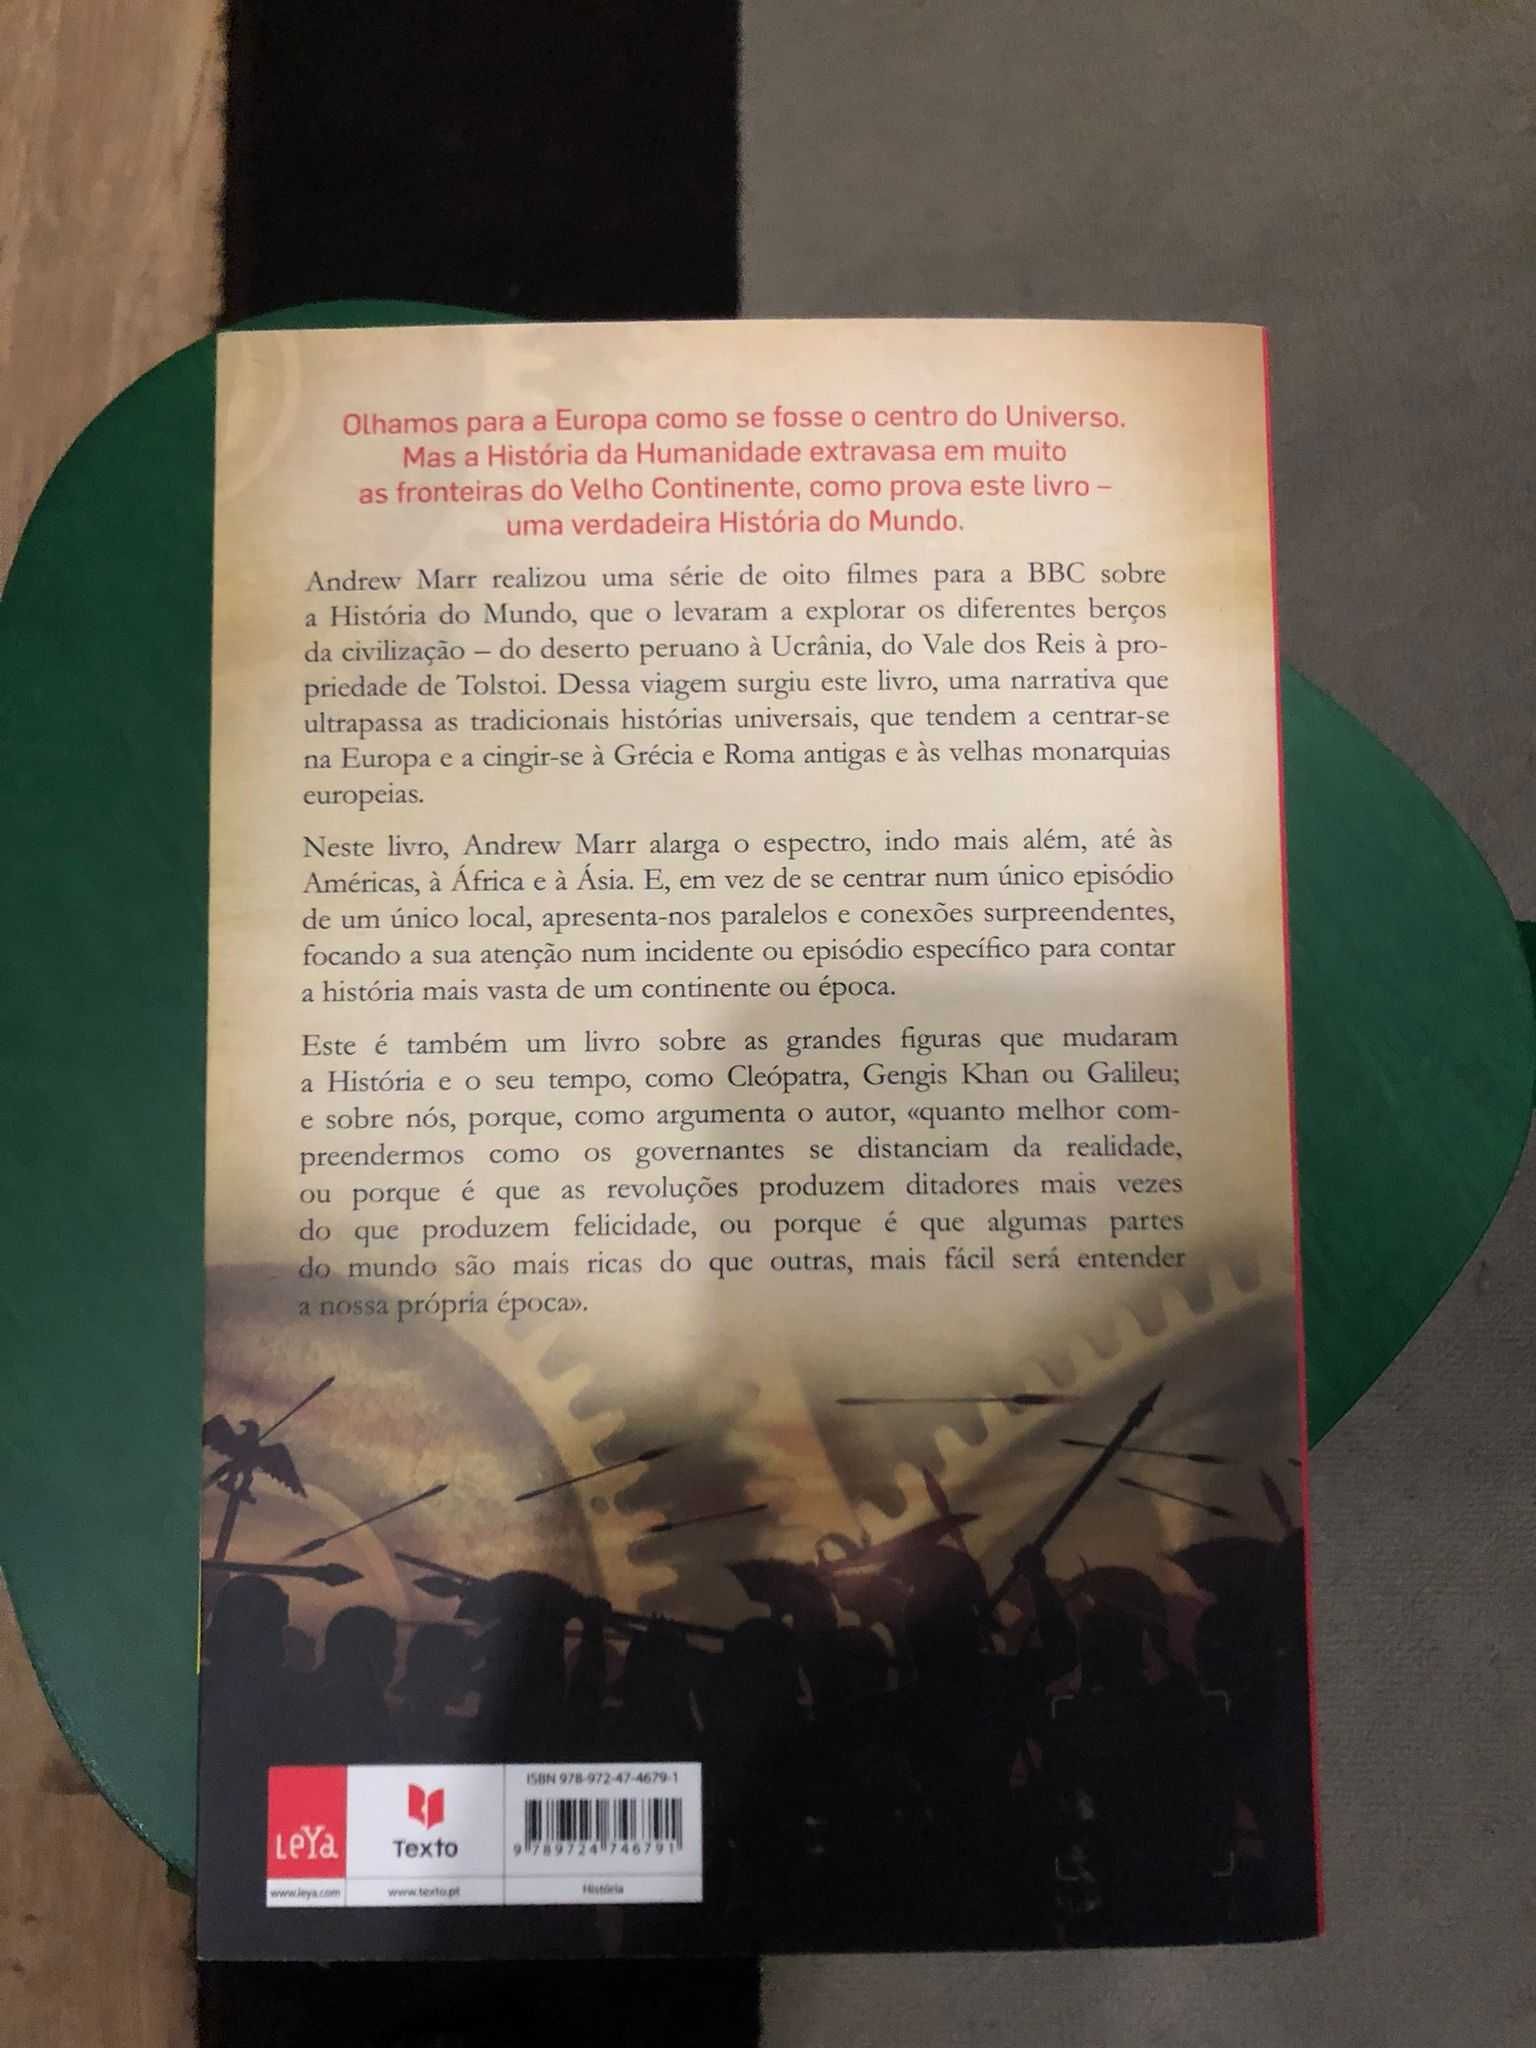 Olhamos para a Europa como se fosse o centro do Universo.
Mas a História da Humanidade extravasa em muito
as fronteiras do Velho Continente, como prova este livro –
uma verdadeira História do Mundo.
Andrew Marr realizou uma série de oito filmes para a BBC sobre
a História do Mundo, que o levaram a explorar os diferentes berços
da civilização – do deserto peruano à Ucrânia, do Vale dos Reis à pro-
priedade de Tolstoi. Dessa viagem surgiu este livro, uma narrativa que
ultrapassa as tradicionais histórias universais, que tendem a centrar-se
na Europa e a cingir-se à Grécia e Roma antigas e às velhas monarquias
europeias.
Neste livro, Andrew Marr alarga o espectro, indo mais além, até às
Américas, à África e à Ásia. E, em vez de se centrar num único episódio
de um único local, apresenta-nos paralelos e conexões surpreendentes,
focando a sua atenção num incidente ou episódio específico para contar
a história mais vasta de um continente ou época.
Este é também um livro sobre as grandes figuras que mudaram
a História e o seu tempo, como Cleópatra, Gengis Khan ou Galileu;
e sobre nós, porque, como argumenta o autor, «quanto melhor com-
preendermos como os governantes se distanciam da realidade,
ou porque é que as revoluções produzem ditadores mais vezes
do que produzem felicidade, ou porque é que algumas partes
do mundo são mais ricas do que outras, mais fácil será entender
a nossa própria época».
ISBN 978-972-47-4679-1
LeYa
Texto
9 789724 746791
www.leya.com
www.texto.pt
História